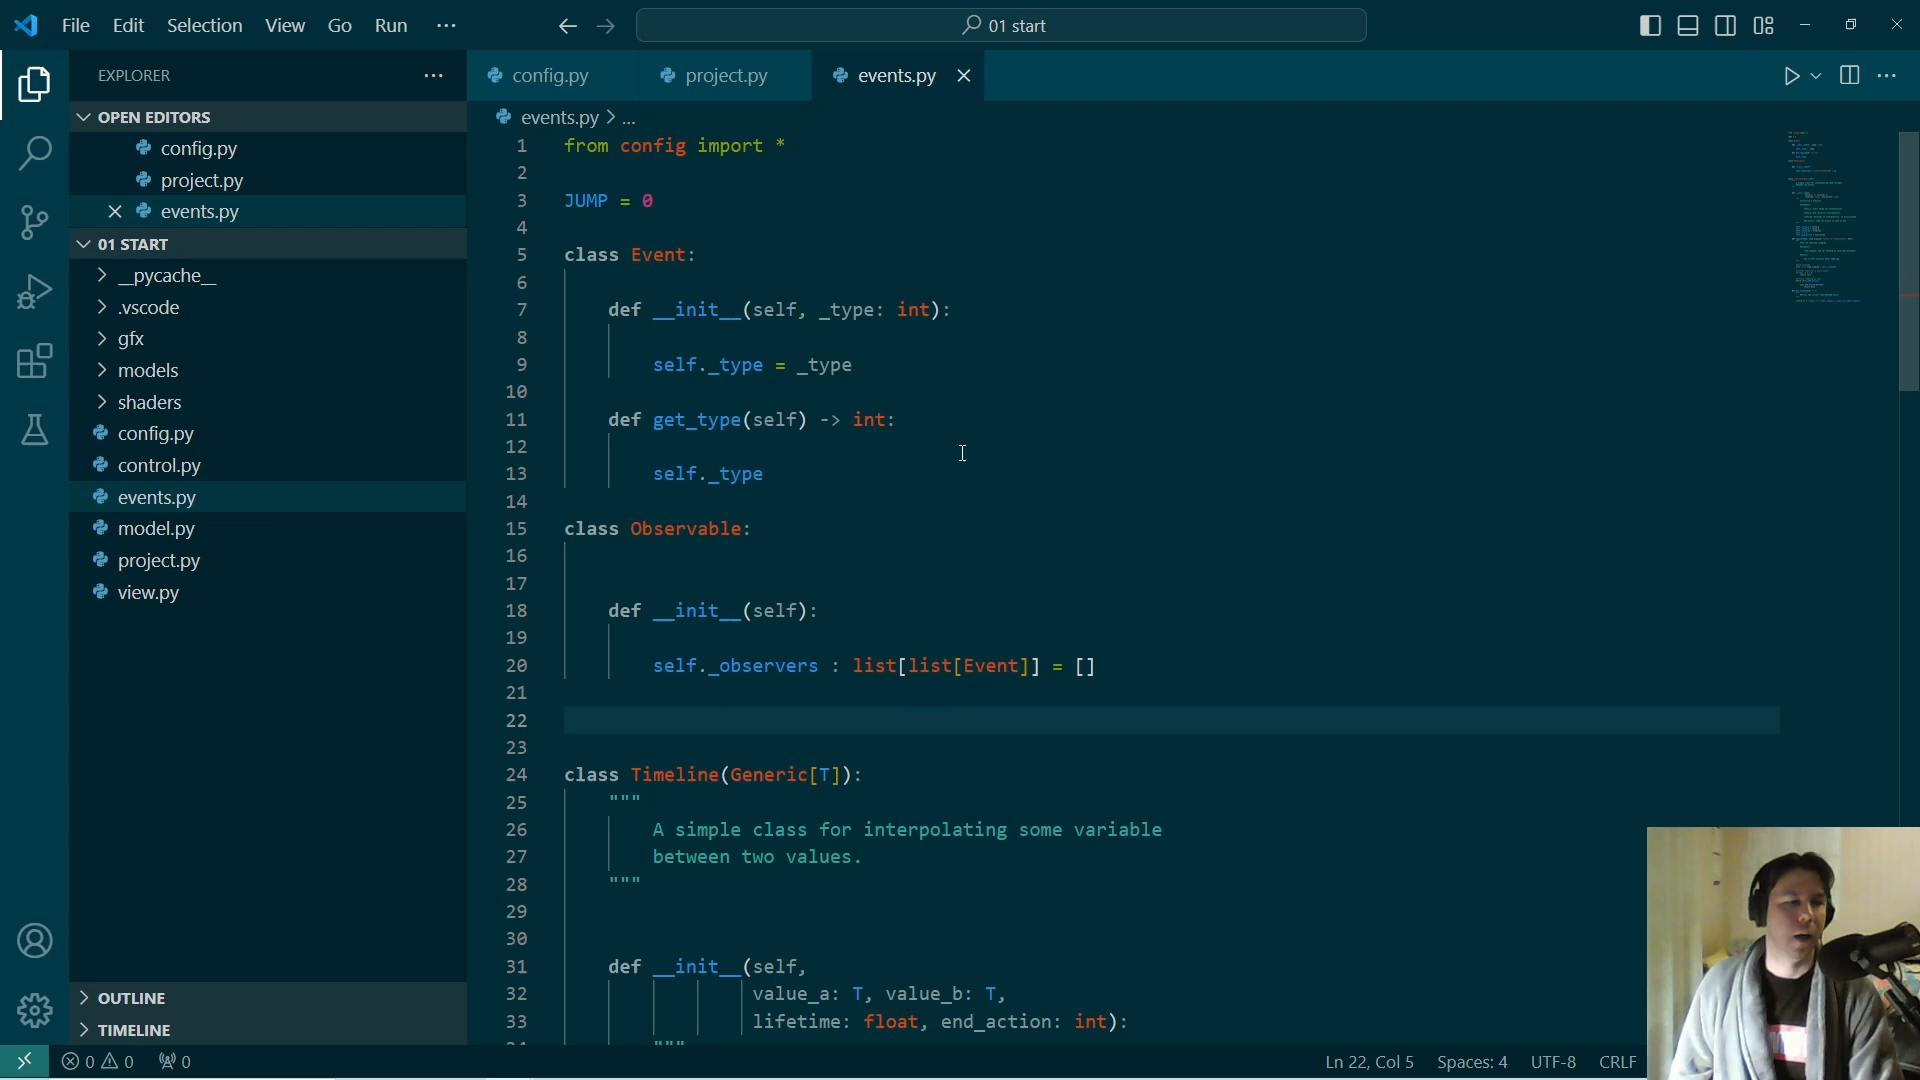 File Edit Selection View Go Run ···
01 start
EXPLORER ···
OPEN EDITORS
config.py
project.py
events.py
01 START
__pycache__
.vscode
gfx
models
shaders
config.py
control.py
events.py
model.py
project.py
view.py
OUTLINE
TIMELINE
config.py project.py events.py
events.py > ...
1 from config import *
2
3 JUMP = 0
4
5 class Event:
6
7 def __init__(self, _type: int):
8
9 self._type = _type
10
11 def get_type(self) -> int:
12
13 self._type
14
15 class Observable:
16
17
18 def __init__(self):
19
20 self._observers : list[list[Event]] = []
21
22
23
24 class Timeline(Generic[T]):
25 """
26 A simple class for interpolating some variable
27 between two values.
28 """
29
30
31 def __init__(self,
32 value_a: T, value_b: T,
33 lifetime: float, end_action: int):
34 """
0 0 0
Ln 22, Col 5 Spaces: 4 UTF-8 CRLF